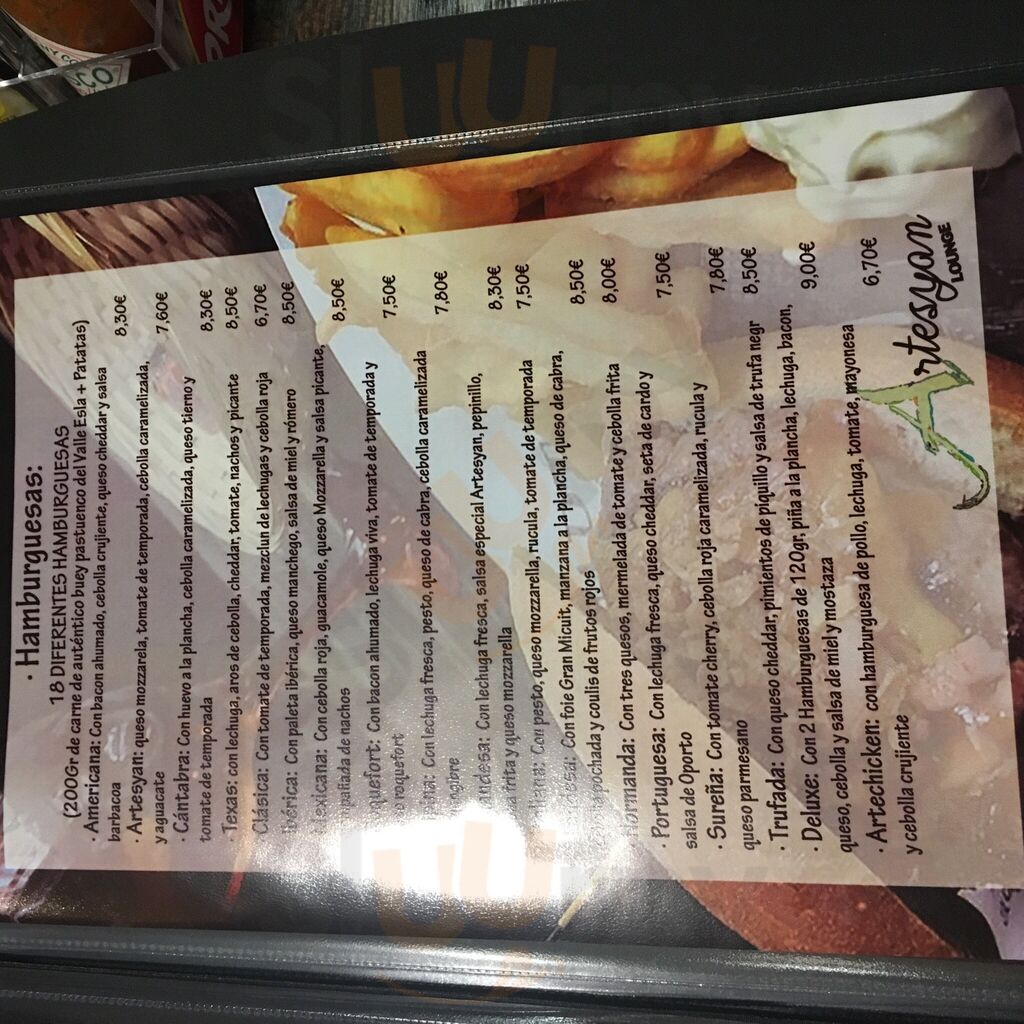 · Hamburguesas:
18 DIFERENTES HAMBURGUESAS
(200Gr de carne de auténtico buey pastuenco del Valle Esla + Patatas)
· Americana: Con bacon ahumado, cebolla crujiente, queso cheddar y salsa 8,30€
barbacoa
· Artesyan: queso mozzarela, tomate de temporada, cebolla caramelizada, 7,60€
y aguacate
· Cántabra: Con huevo a la plancha, cebolla caramelizada, queso tierno y 8,30€
tomate de temporada
· Texas: con lechuga, aros de cebolla, cheddar, tomate, nachos y picante 8,50€
Clásica: Con tomate de temporada, mezclun de lechugas y cebolla roja 6,70€
ibérica: Con paleta ibérica, queso manchego, salsa de miel y rómero 8,50€
Mexicana: Con cebolla roja, guacamole, queso Mozzarella y salsa picante, 8,50€
pañada de nachos
quefort: Con bacon ahumado, lechuga viva, tomate de temporada y 7,50€
e roquefort
Con lechuga fresca, pesto, queso de cabra, cebolla caramelizada 7,80€
ngibre
Con lechuga fresca, salsa especial Artesyan, pepinillo, 8,30€
frita y queso mozzarella
Con pesto, queso mozzarella, rucula, tomate de temporada 7,50€
esa: Con foie Gran Micuit, manzana a la plancha, queso de cabra, 8,50€
pochada y coulis de frutos rojos
Normanda: Con tres quesos, mermelada de tomate y cebolla frita 8,00€
· Portuguesa: Con lechuga fresca, queso cheddar, seta de cardo y 7,50€
salsa de Oporto
· Sureña: Con tomate cherry, cebolla roja caramelizada, rucula y 7,80€
queso parmesano
· Trufada: Con queso cheddar, pimientos de piquillo y salsa de trufa negr 8,50€
· Deluxe: Con 2 Hamburguesas de 120gr, piña a la plancha, lechuga, bacon, 9,00€
queso, cebolla y salsa de miel y mostaza
· Artechicken: con hamburguesa de pollo, lechuga, tomate, mayonesa 6,70€
y cebolla crujiente
Artesyan
LOUNGE